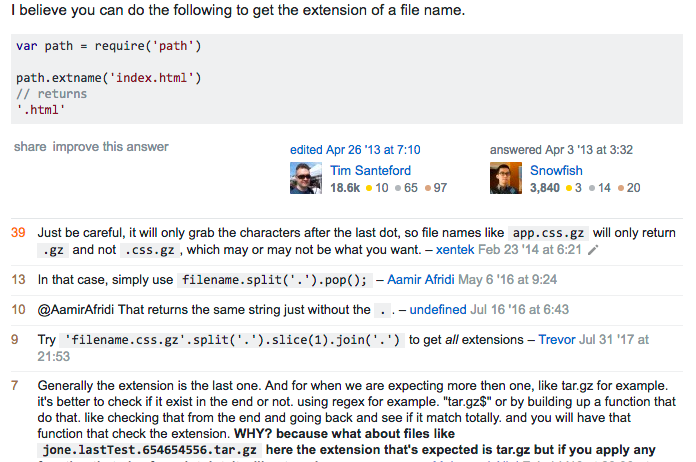 I believe you can do the following to get the extension of a file name.
var path = require('path')
path.extname('index.html')
// returns
'.html'
share improve this answer
edited Apr 26 '13 at 7:10
Tim Santeford
18.6k 10 65 97
answered Apr 3 '13 at 3:32
Snowfish
3,840 3 14 20
39 Just be careful, it will only grab the characters after the last dot, so file names like app.css.gz will only return
.gz and not .css.gz , which may or may not be what you want. – xentek Feb 23 '14 at 6:21
13 In that case, simply use filename.split('.').pop(); – Aamir Afridi May 6 '16 at 9:24
10 @AamirAfridi That returns the same string just without the . . – undefined Jul 16 '16 at 6:43
9 Try 'filename.css.gz'.split('.').slice(1).join('.') to get all extensions – Trevor Jul 31 '17 at
21:53
7 Generally the extension is the last one. And for when we are expecting more then one, like tar.gz for example.
it's better to check if it exist in the end or not. using regex for example. "tar.gz$" or by building up a function that
do that. like checking that from the end and going back and see if it match totally. and you will have that
function that check the extension. WHY? because what about files like
jone.lastTest.654654556.tar.gz here the extension that's expected is tar.gz but if you apply any